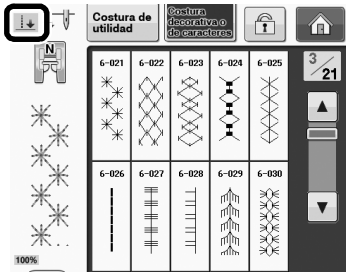 Costura de
utilidad
Costura
decorativa o
de caracteres
N
3/21
6-021 6-022 6-023 6-024 6-025
6-026 6-027 6-028 6-029 6-030
100%